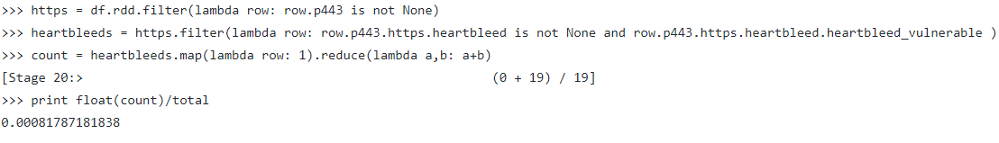 >>> https = df.rdd.filter(lambda row: row.p443 is not None)
>>> heartbleeds = https.filter(lambda row: row.p443.https.heartbleed is not None and row.p443.https.heartbleed.heartbleed_vulnerable )
>>> count = heartbleeds.map(lambda row: 1).reduce(lambda a,b: a+b)
[Stage 20:>                                                       (0 + 19) / 19]
>>> print float(count)/total
0.00081787181838